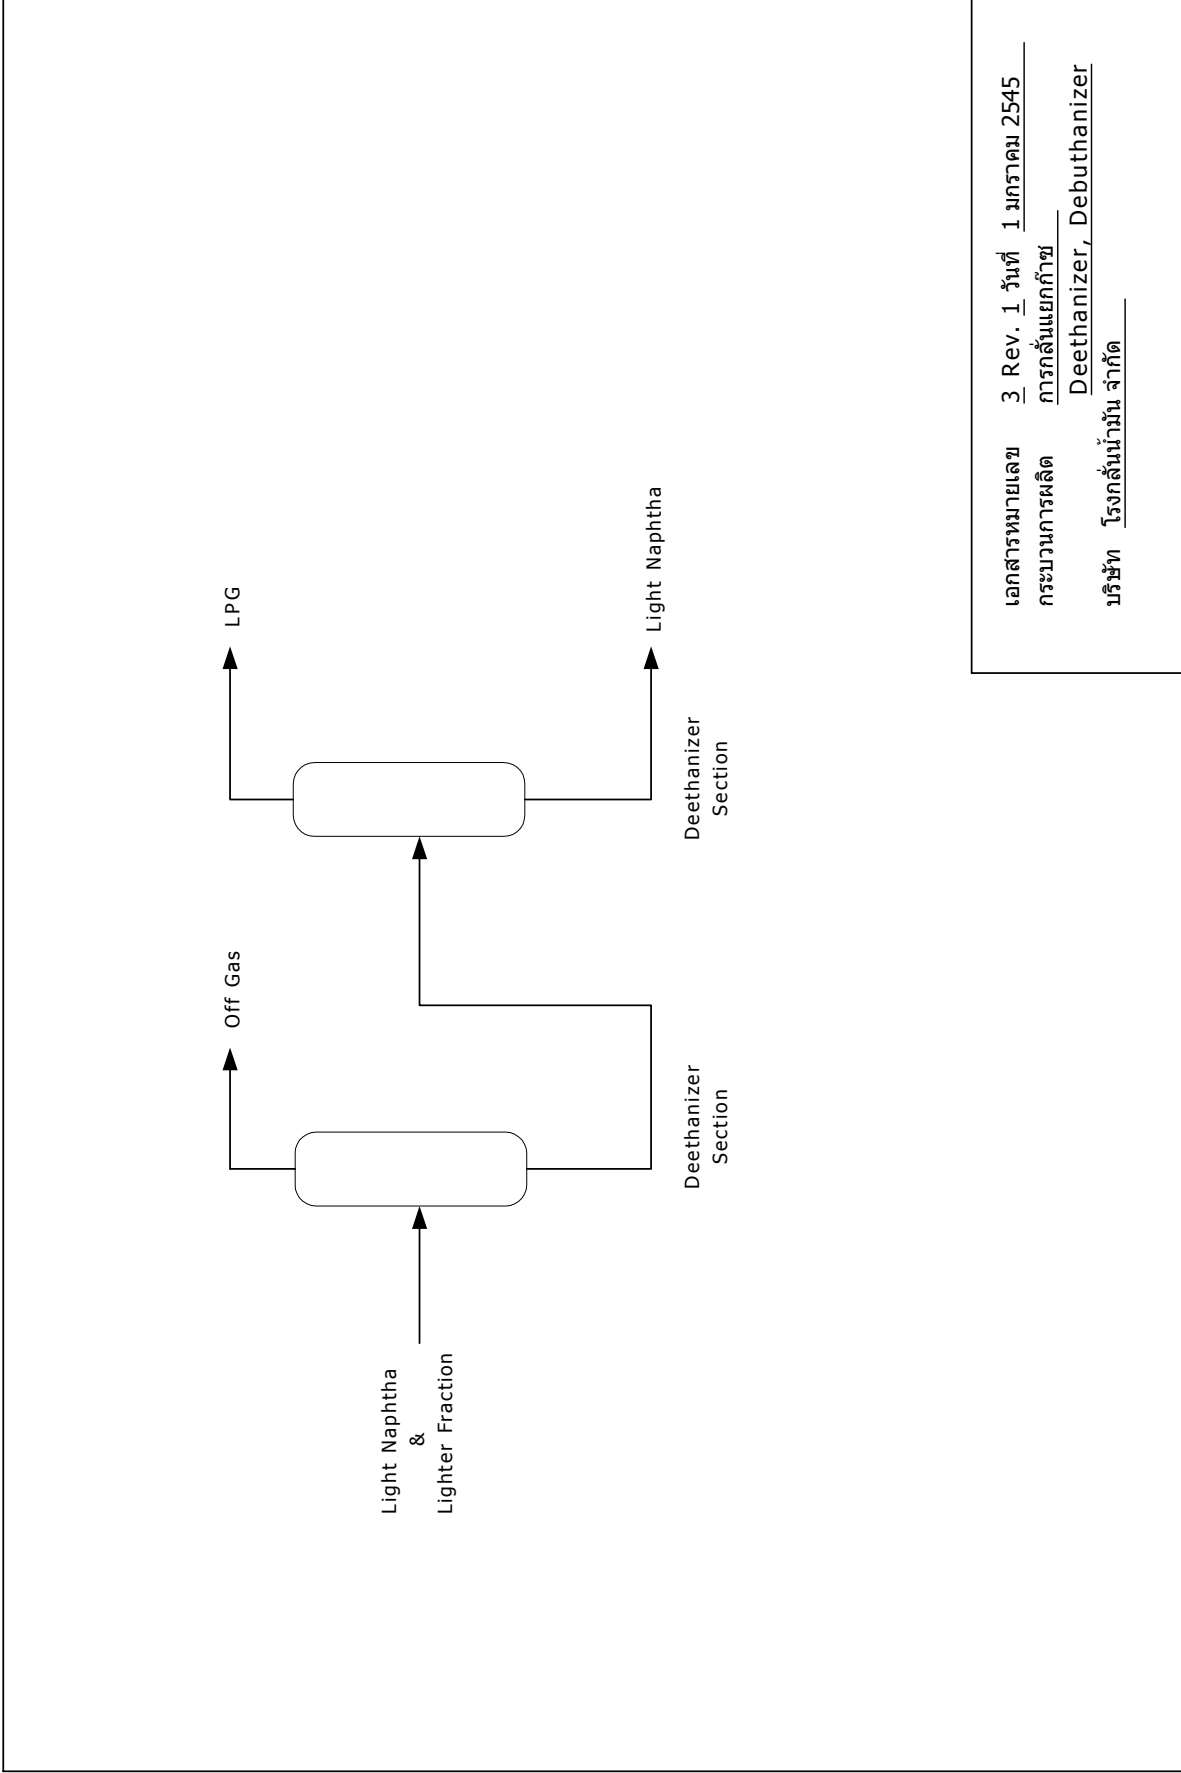 Off Gas
LPG
Light Naphtha
&
Lighter Fraction
Light Naphtha
Deethanizer
Section
Deethanizer
Section
เอกสารหมายเลข 3 Rev. 1 วันที่ 1 มกราคม 2545
กระบวนการผลิต การกลั่นแยกก๊าซ
Deethanizer, Debuthanizer
บริษัท โรงกลั่นน้ำมัน จำกัด